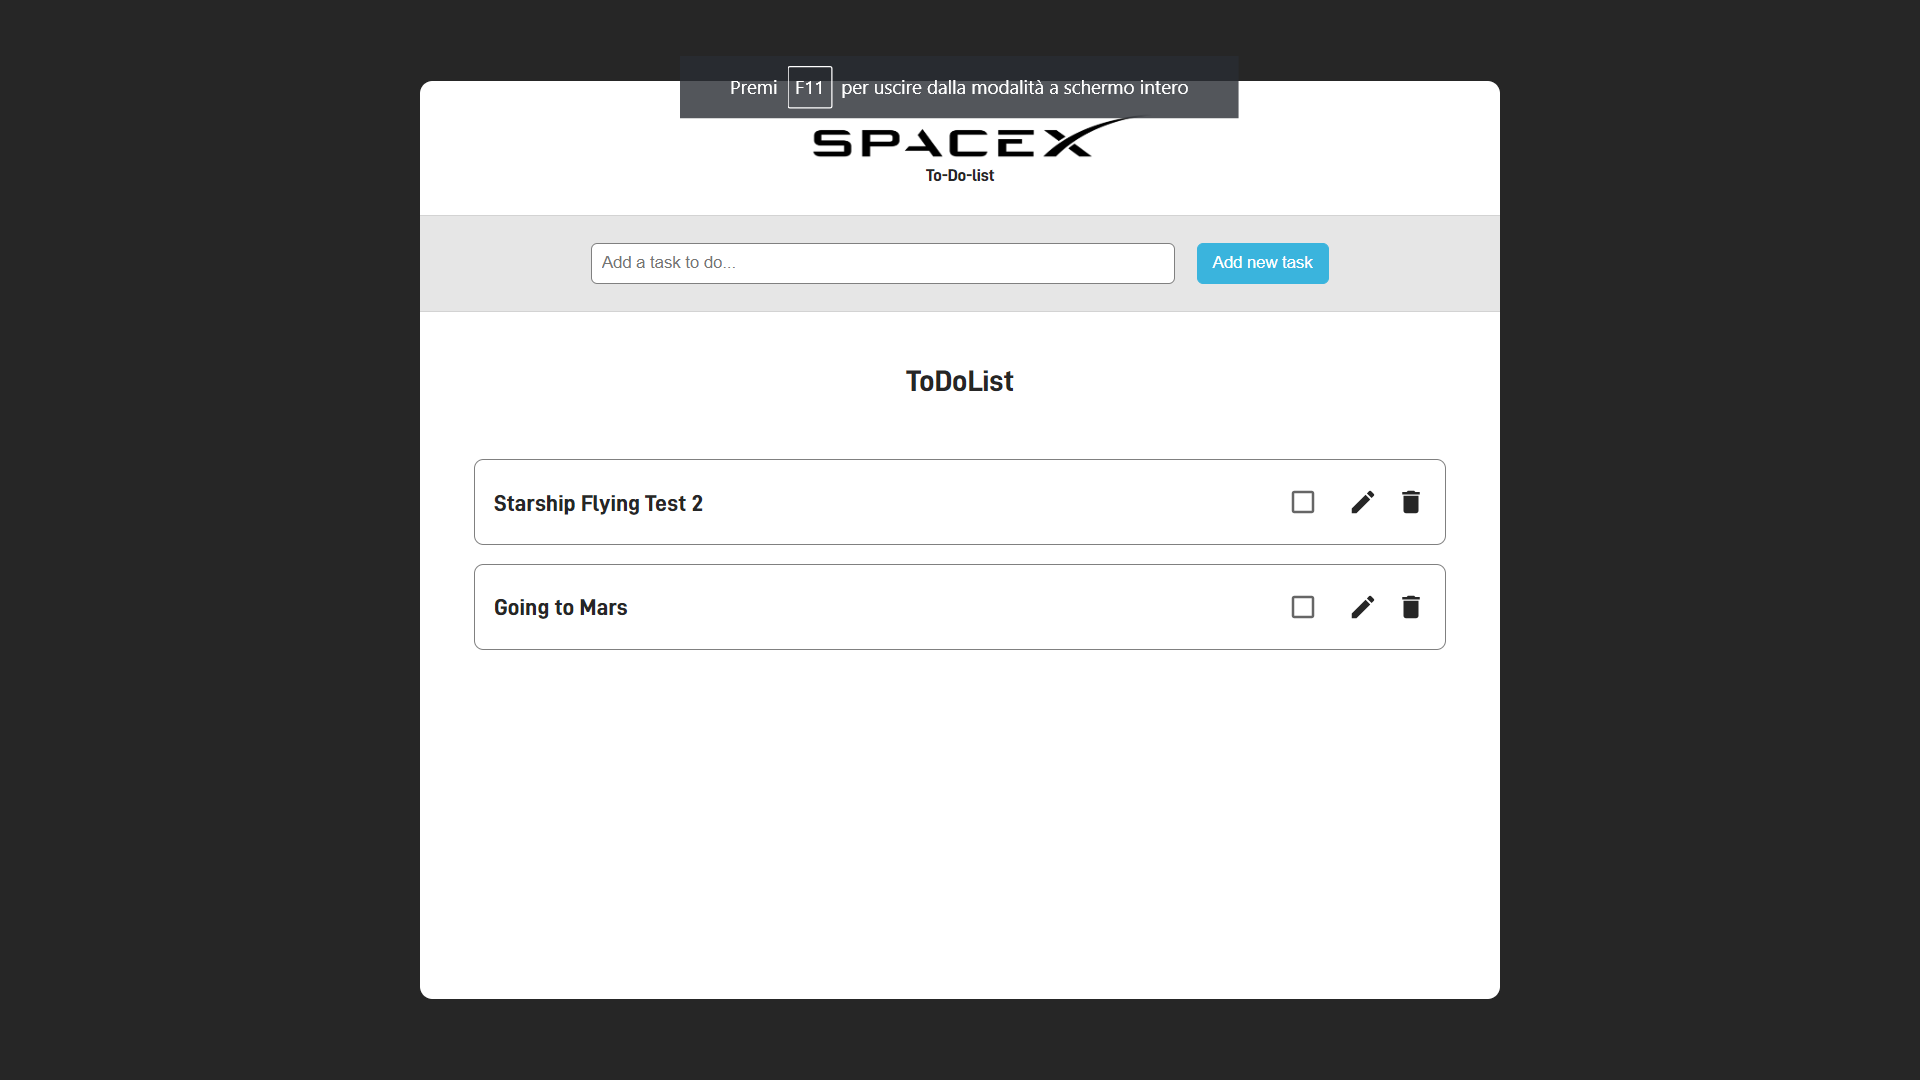 Premi F11 per uscire dalla modalità a schermo intero
SPACEX
To-Do-list
Add a task to do...
Add new task
ToDoList
Starship Flying Test 2
Going to Mars